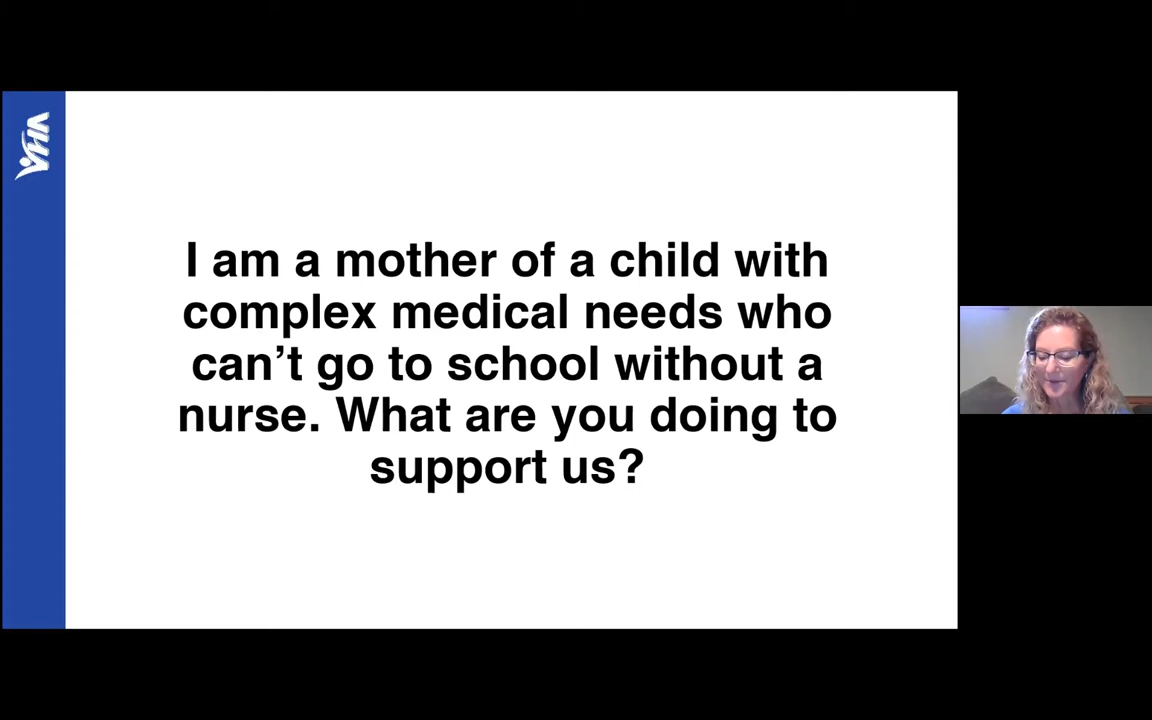 VHA
I am a mother of a child with
complex medical needs who
can’t go to school without a
nurse. What are you doing to
support us?